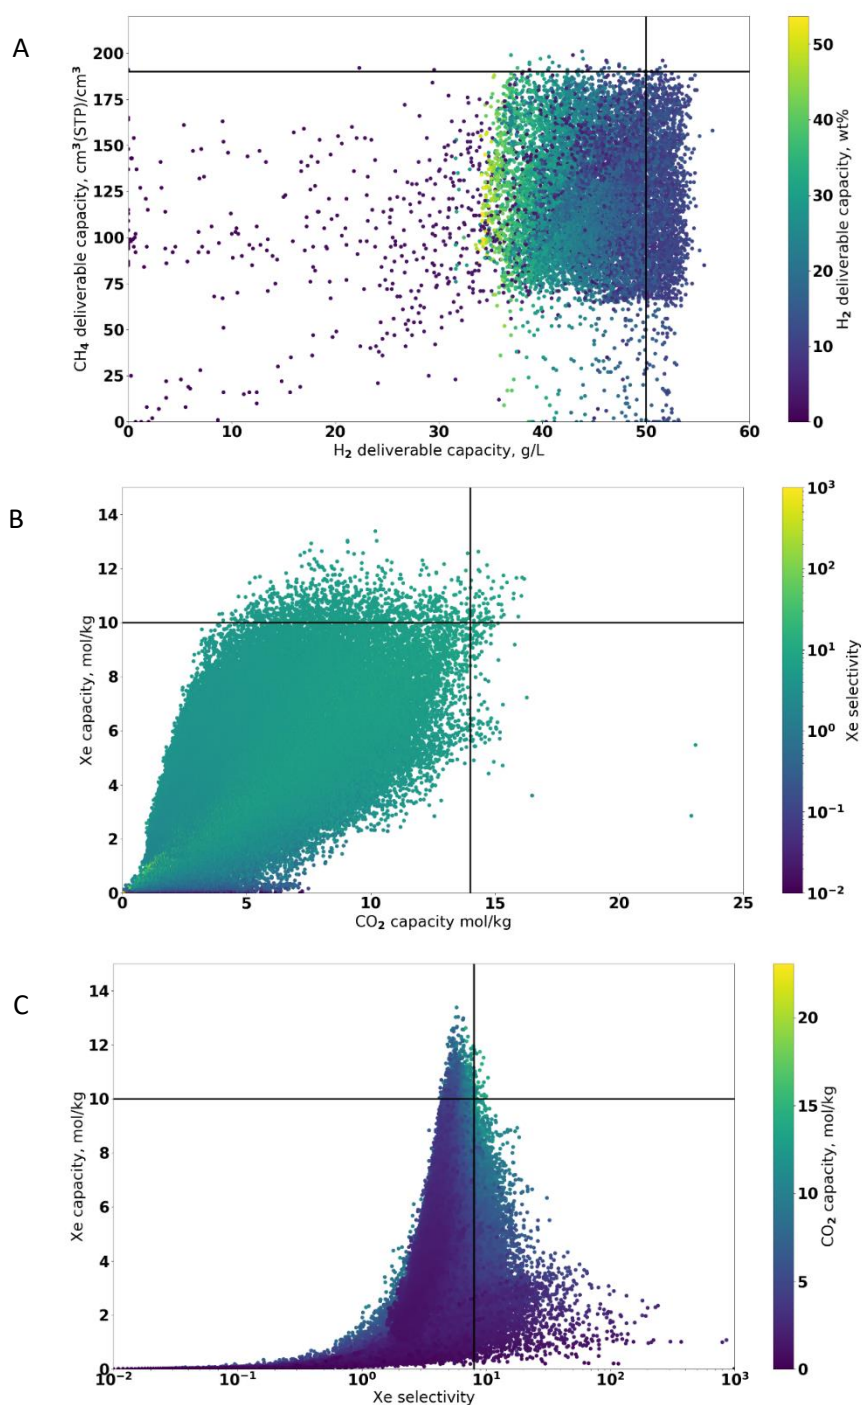 A
CH₄ deliverable capacity, cm³(STP)/cm³
200
175
150
125
100
75
50
25
0
0 10 20 30 40 50 60
H₂ deliverable capacity, g/L
50
40
30
20
10
0
H₂ deliverable capacity, wt%
B
Xe capacity, mol/kg
14
12
10
8
6
4
2
0
0 5 10 15 20 25
CO₂ capacity mol/kg
10³
10²
10¹
10⁰
10⁻¹
10⁻²
Xe selectivity
C
Xe capacity, mol/kg
14
12
10
8
6
4
2
0
10⁻² 10⁻¹ 10⁰ 10¹ 10² 10³
Xe selectivity
20
15
10
5
0
CO₂ capacity, mol/kg